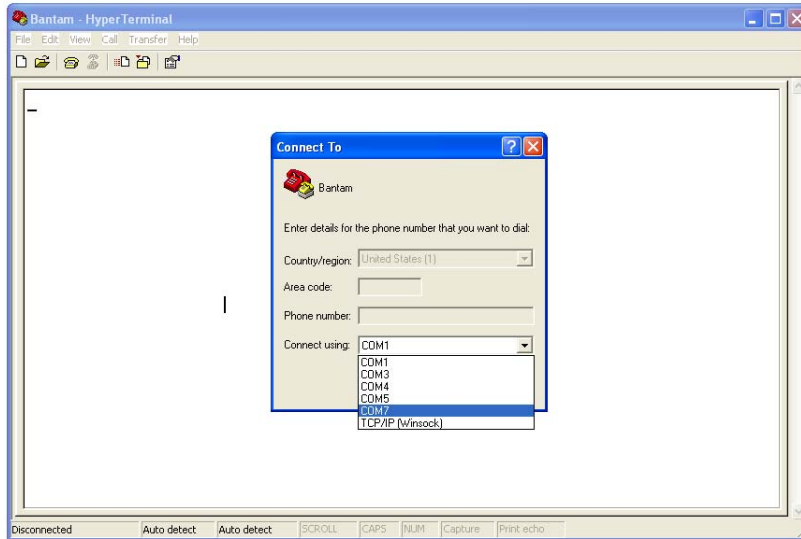 Bantam - HyperTerminal
File Edit View Call Transfer Help
Connect To
Bantam
Enter details for the phone number that you want to dial:
Country/region: United States (1)
Area code:
Phone number:
Connect using: COM1
COM1
COM3
COM4
COM5
COM7
TCP/IP (Winsock)
Disconnected Auto detect Auto detect SCROLL CAPS NUM Capture Print echo